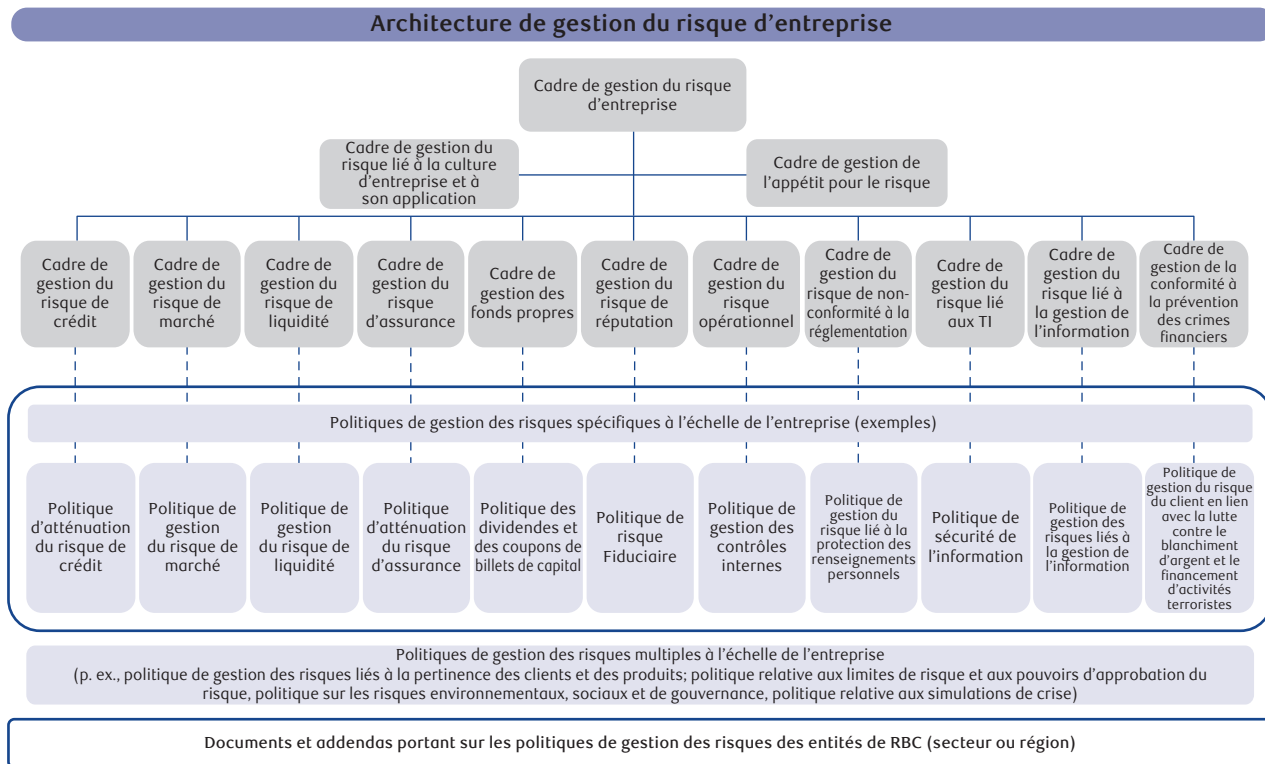 Architecture de gestion du risque d'entreprise
Cadre de gestion du risque
d'entreprise
Cadre de gestion du
risque lié à la culture
d'entreprise et à
son application
Cadre de gestion de
l'appétit pour le risque
Cadre de
gestion du
risque de
crédit
Cadre de
gestion du
risque de
marché
Cadre de
gestion du
risque de
liquidité
Cadre de
gestion du
risque
d'assurance
Cadre de
gestion des
fonds propres
Cadre de
gestion du
risque de
réputation
Cadre de
gestion du
risque
opérationnel
Cadre de
gestion du
risque de non-
conformité à la
réglementation
Cadre de
gestion du
risque lié
aux TI
Cadre de
gestion du
risque lié à
la gestion de
l'information
Cadre de
gestion de la
conformité à
la prévention
des crimes
financiers
Politiques de gestion des risques spécifiques à l'échelle de l'entreprise (exemples)
Politique
d'atténuation
du risque de
crédit
Politique de
gestion
du risque de
marché
Politique de
gestion
du risque de
liquidité
Politique
d'atténuation
du risque
d'assurance
Politique des
dividendes et
des coupons de
billets de capital
Politique de
risque
Fiduciaire
Politique de
gestion des
contrôles
internes
Politique de
gestion du
risque lié à la
protection des
renseignements
personnels
Politique de
sécurité de
l'information
Politique de
gestion des
risques liés à
la gestion de
l'information
Politique de
gestion du risque
du client en lien
avec la lutte
contre le
blanchiment
d'argent et le
financement
d'activités
terroristes
Politiques de gestion des risques multiples à l'échelle de l'entreprise
(p. ex., politique de gestion des risques liés à la pertinence des clients et des produits; politique relative aux limites de risque et aux pouvoirs d'approbation du
risque, politique sur les risques environnementaux, sociaux et de gouvernance, politique relative aux simulations de crise)
Documents et addendas portant sur les politiques de gestion des risques des entités de RBC (secteur ou région)